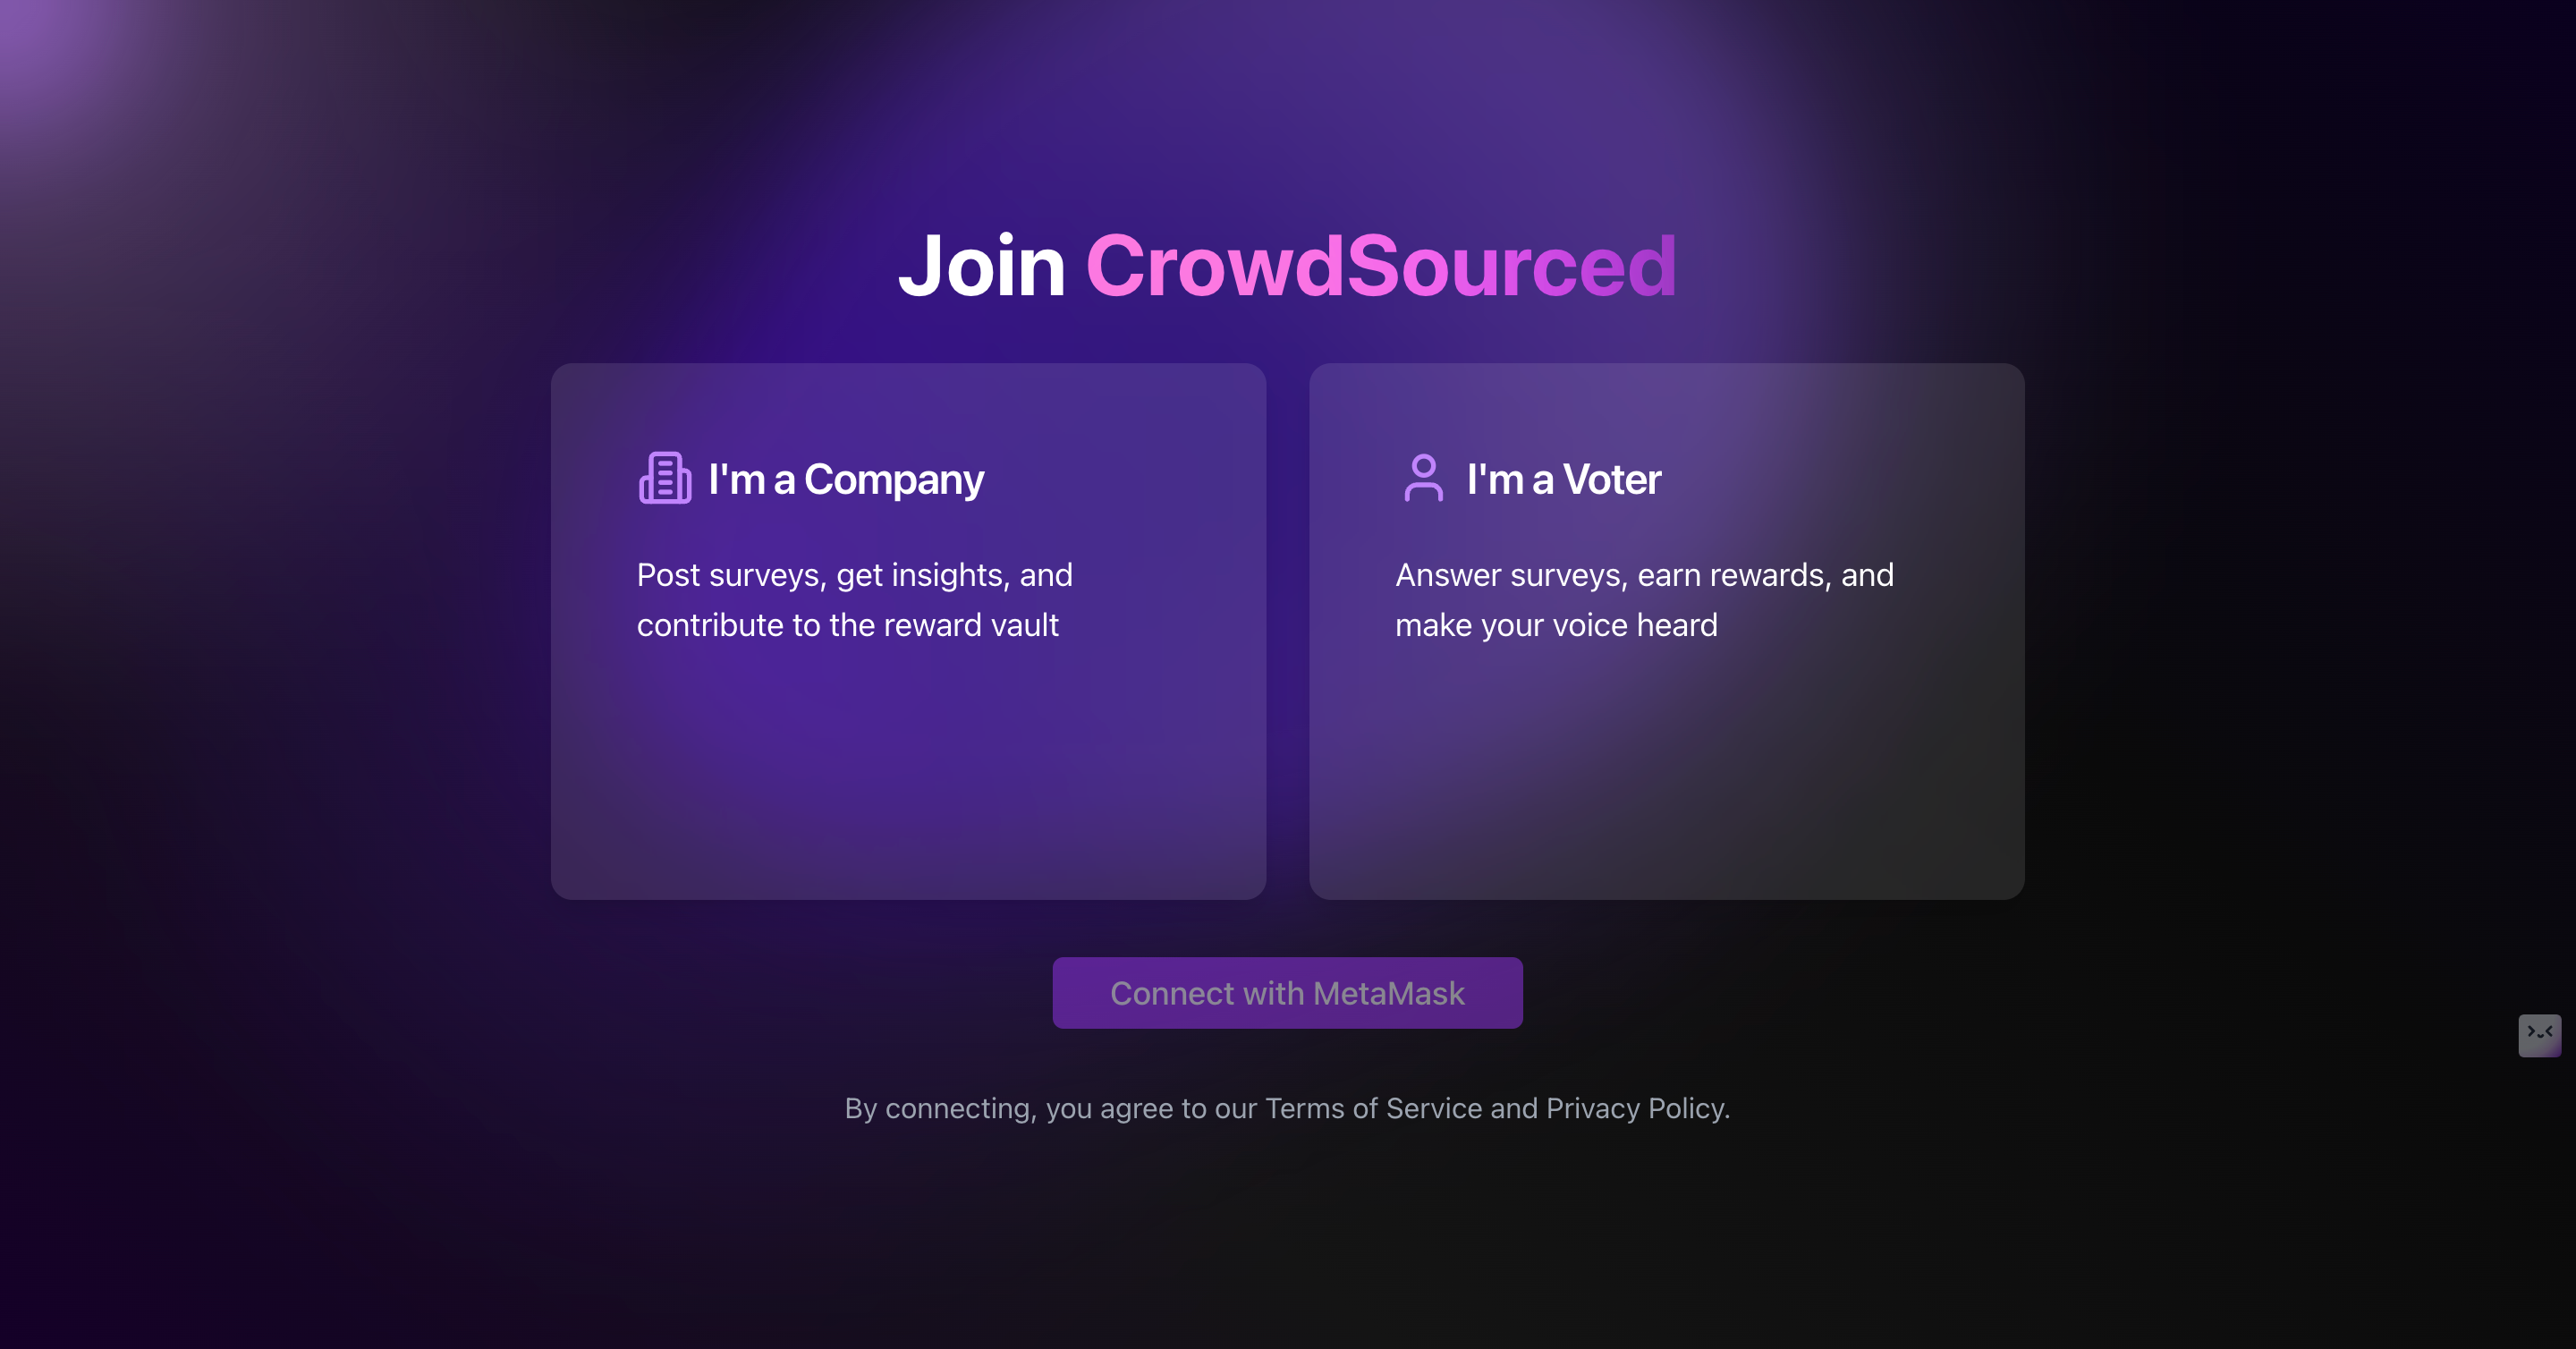 Join CrowdSourced
I'm a Company
Post surveys, get insights, and
contribute to the reward vault
I'm a Voter
Answer surveys, earn rewards, and
make your voice heard
Connect with MetaMask
By connecting, you agree to our Terms of Service and Privacy Policy.